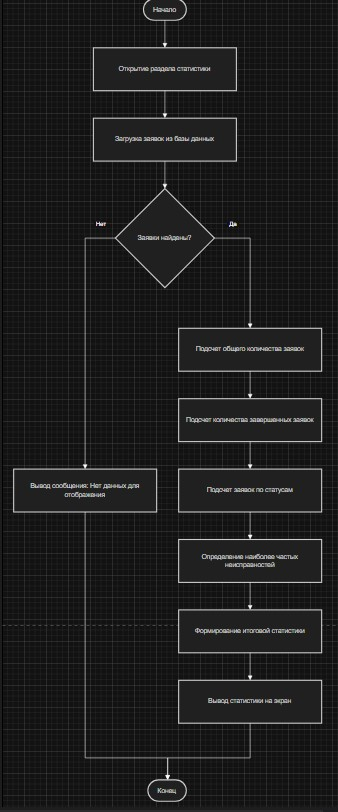 Начало
Открытие раздела статистики
Загрузка заявок из базы данных
Заявки найдены?
Нет
Да
Подсчет общего количества заявок
Подсчет количества завершенных заявок
Вывод сообщения: Нет данных для
отображения
Подсчет заявок по статусам
Определение наиболее частых
неисправностей
Формирование итоговой статистики
Вывод статистики на экран
Конец